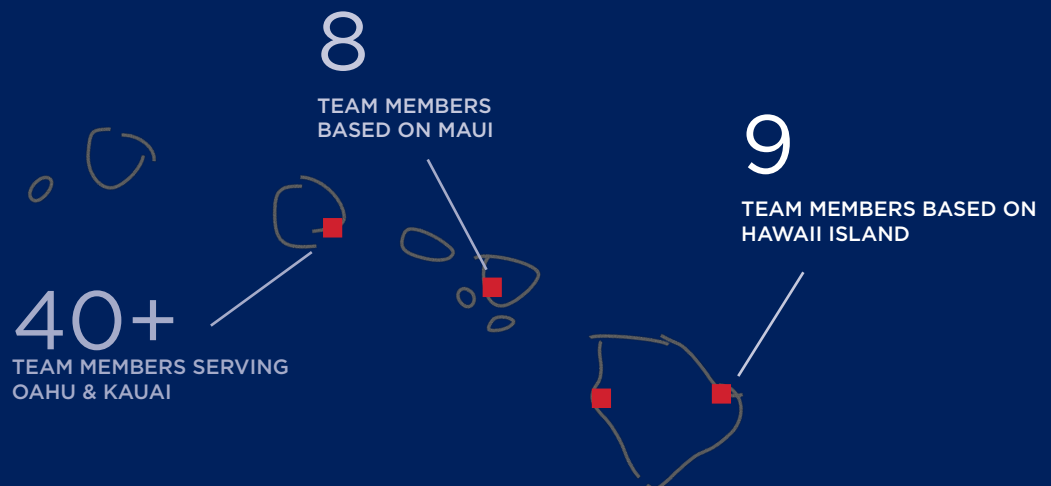 8
TEAM MEMBERS
BASED ON MAUI
9
TEAM MEMBERS BASED ON
HAWAII ISLAND
40+
TEAM MEMBERS SERVING
OAHU & KAUAI